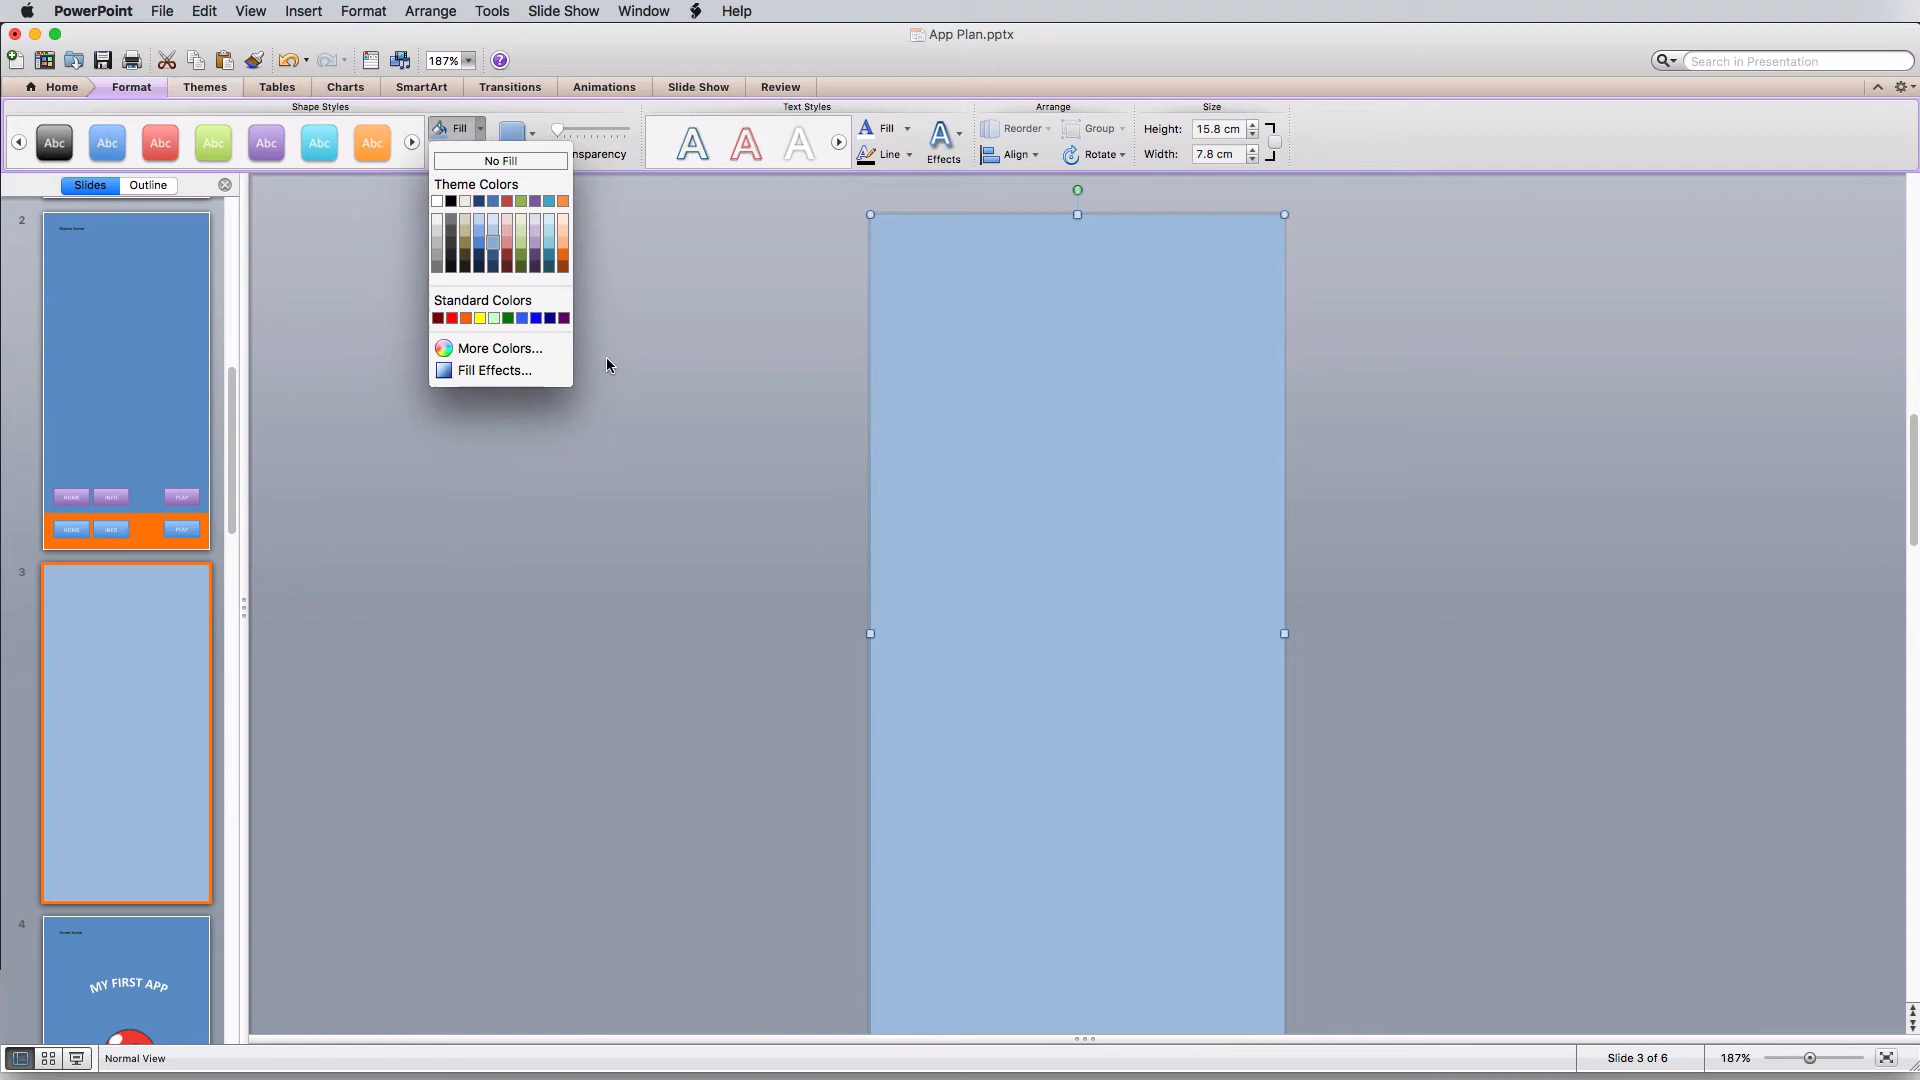 PowerPoint File Edit View Insert Format Arrange Tools Slide Show Window Help
App Plan.pptx
187%
Search in Presentation
Home Format Themes Tables Charts SmartArt Transitions Animations Slide Show Review
Shape Styles Text Styles Arrange Size
Abc Abc Abc Abc Abc Abc Abc
Fill
nsparency
A A A
Fill
Line
Effects
Reorder Group
Align Rotate
Height: 15.8 cm
Width: 7.8 cm
No Fill
Theme Colors
Standard Colors
More Colors...
Fill Effects...
Slides Outline
2
HOME INFO PLAY
HOME INFO PLAY
3
4
MY FIRST APP
Normal View
Slide 3 of 6
187%